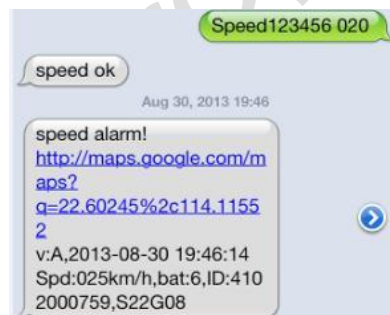 Speed123456 020
speed ok
Aug 30, 2013 19:46
speed alarm!
http://maps.google.com/m
aps?
q=22.60245%2c114.1155
2
v:A,2013-08-30 19:46:14
Spd:025km/h,bat:6,ID:410
2000759,S22G08